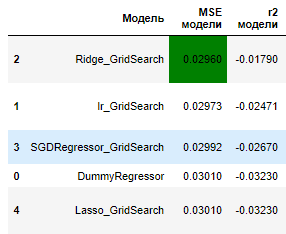 Модель MSE модели r2 модели
2 Ridge_GridSearch 0.02960 -0.01790
1 lr_GridSearch 0.02973 -0.02471
3 SGDRegressor_GridSearch 0.02992 -0.02670
0 DummyRegressor 0.03010 -0.03230
4 Lasso_GridSearch 0.03010 -0.03230